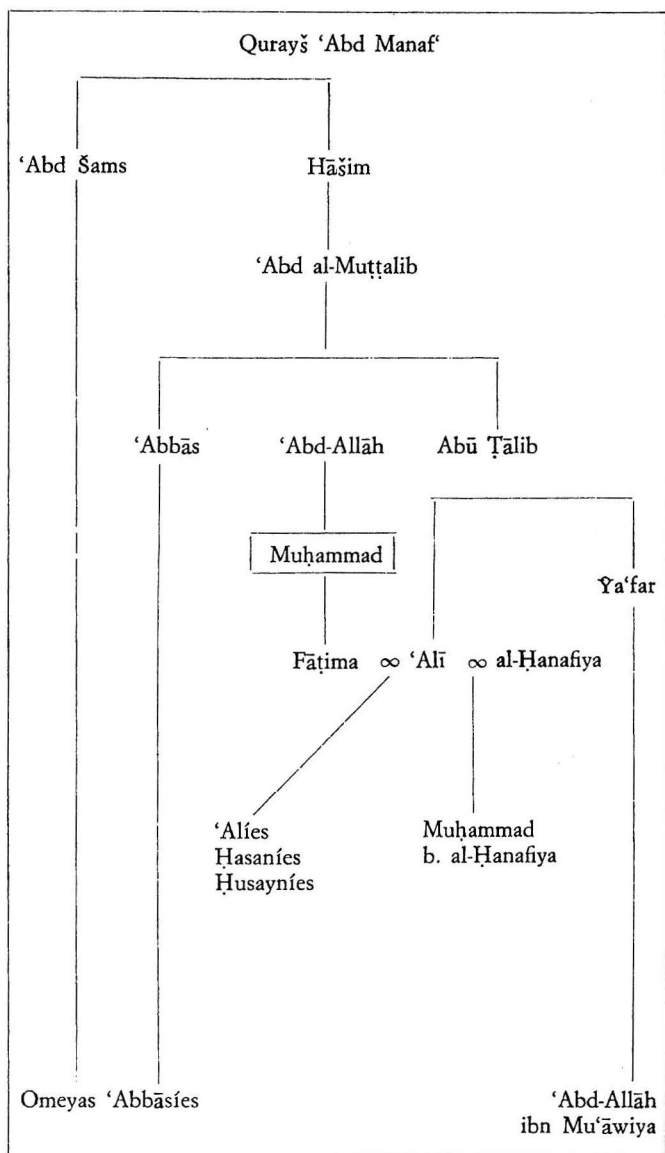 Qurayš ‘Abd Manaf‘
‘Abd Šams Hāšim
‘Abd al-Muṭṭalib
‘Abbās ‘Abd-Allāh Abū Ṭālib
Muḥammad
Ŷa‘far
Fāṭima ∞ ‘Alī ∞ al-Ḥanafiya
‘Alíes
Ḥasaníes
Ḥusayníes
Muḥammad
b. al-Ḥanafiya
Omeyas ‘Abbāsíes
‘Abd-Allāh
ibn Mu‘āwiya